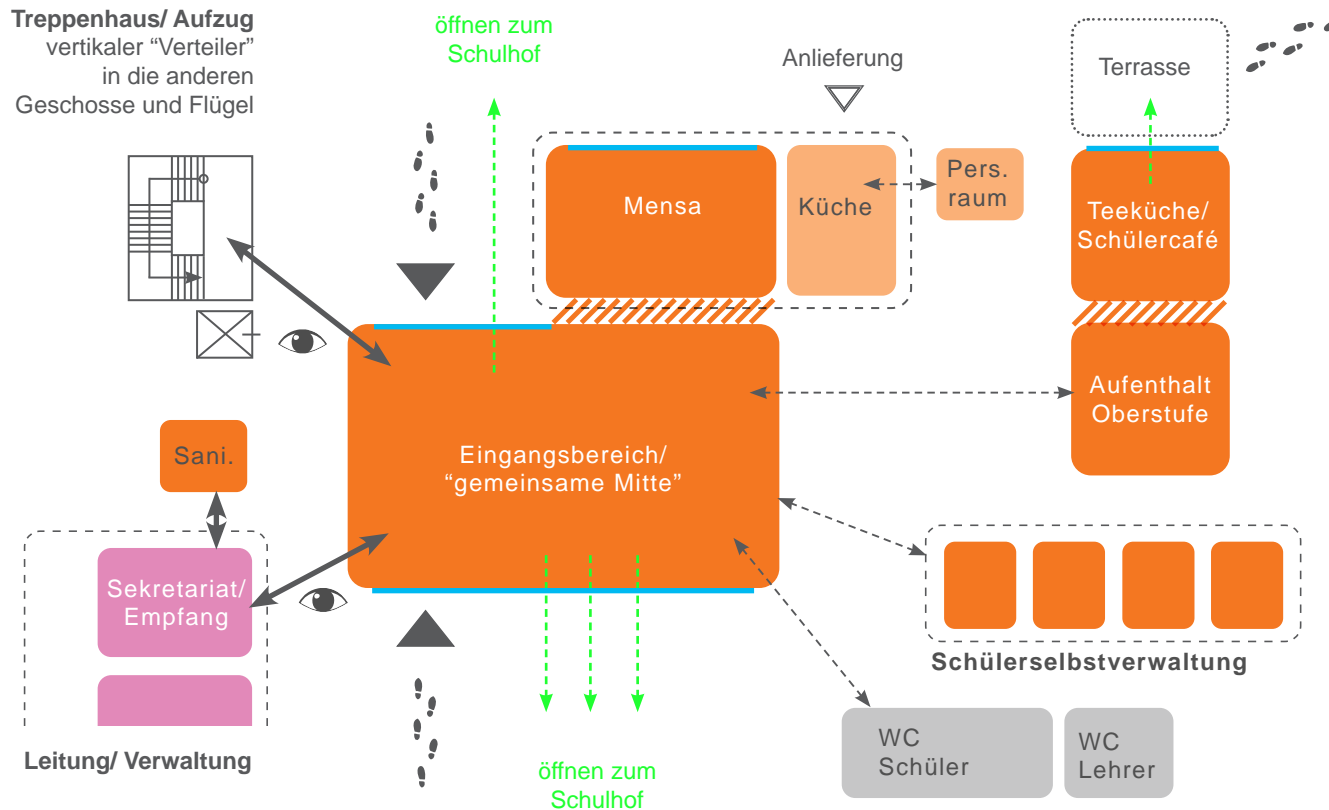 Treppenhaus/ Aufzug
vertikaler “Verteiler”
in die anderen
Geschosse und Flügel
öffnen zum
Schulhof
Anlieferung
Terrasse
Mensa
Küche
Pers.
raum
Teeküche/
Schülercafé
Aufenthalt
Oberstufe
Eingangsbereich/
“gemeinsame Mitte”
Sani.
Sekretariat/
Empfang
Leitung/ Verwaltung
Schülerselbstverwaltung
WC
Schüler
WC
Lehrer
öffnen zum
Schulhof